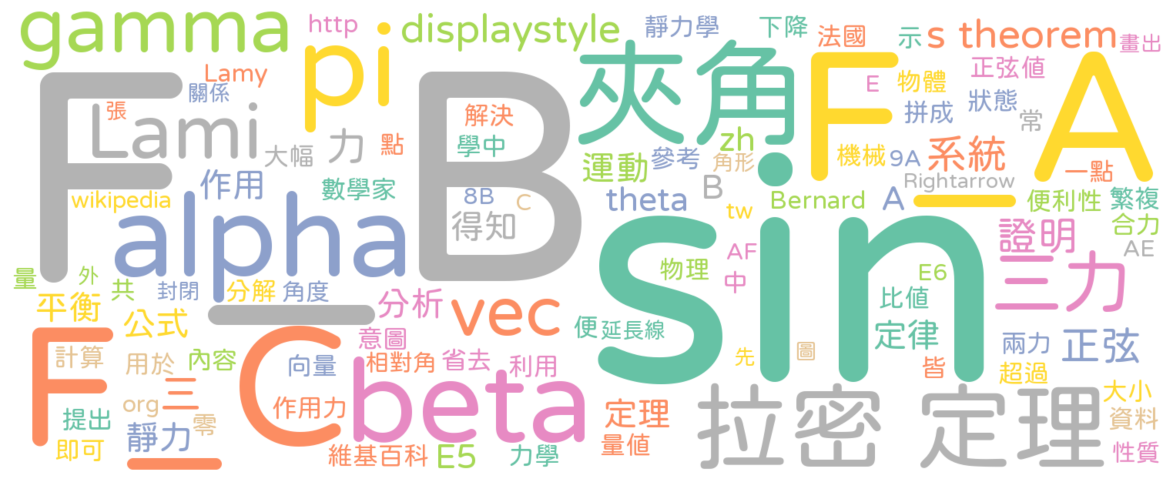 gamma
http
displaystyle
靜力學
下降
法國
示
s theorem
畫出
pi
Lamy
關係
F_B
夾角
E
物體
正弦值
F_A
張
Lami
解決
拼成
狀態
常
大幅
力
點
學中
zh
運動
參考
角形
機械
9A
系統
一點
作用
數學家
Rightarrow
wikipedia
8B
C
theta
B
Bernard
A
便利性
繁複
alpha
得知
tw
sin
合力
證明
AE
AF
量
外
共
封閉
分解
角度
物理
中
E6
三力
平衡
分析
vec
比值
公式
便
延長線
定律
意圖
兩力
正弦
F_C
計算
用於
內容
向量
相對角
省去
利用
先
圖
皆
超過
beta
三
拉密
定理
大小
提出
org
零
作用力
定理
資料
即可
靜力
維基百科
E5
力學
量值
性質